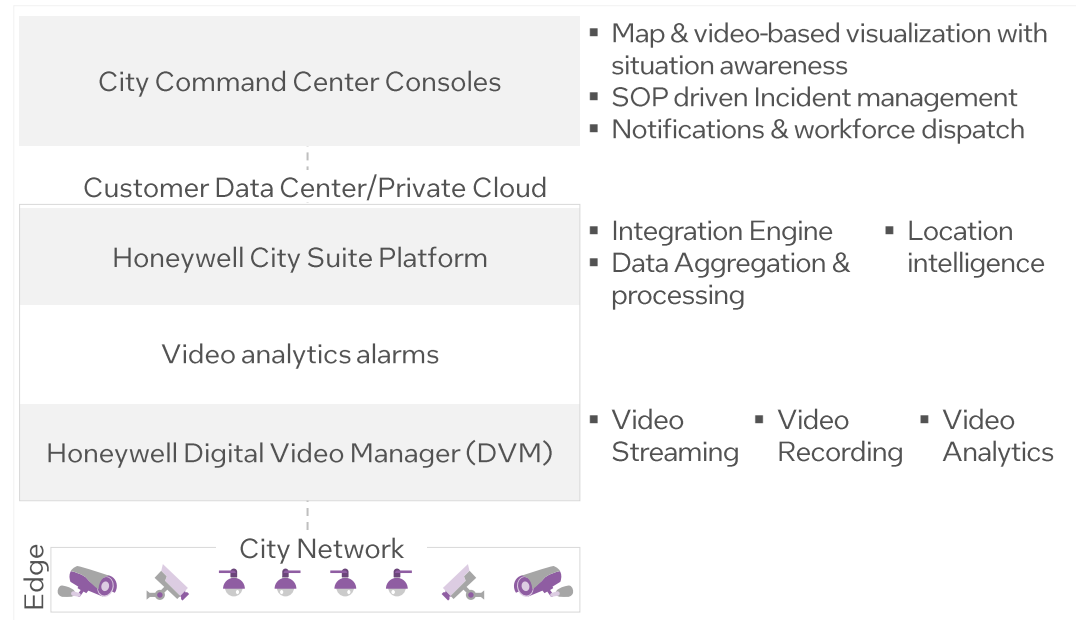 City Command Center Consoles
▪ Map & video-based visualization with
situation awareness
▪ SOP driven Incident management
▪ Notifications & workforce dispatch
Customer Data Center/Private Cloud
Honeywell City Suite Platform
▪ Integration Engine
▪ Data Aggregation &
processing
▪ Location
intelligence
Video analytics alarms
Honeywell Digital Video Manager (DVM)
▪ Video
Streaming
▪ Video
Recording
▪ Video
Analytics
City Network
Edge